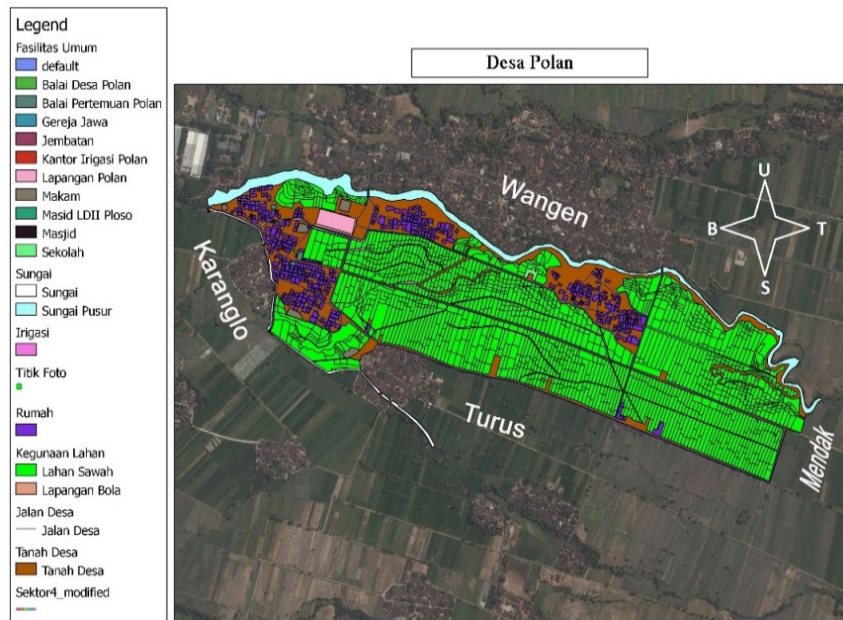 Legend
Fasilitas Umum
default
Balai Desa Polan
Balai Pertemuan Polan
Gereja Jawa
Jembatan
Kantor Irigasi Polan
Lapangan Polan
Makam
Masid LDII Ploso
Masjid
Sekolah
Sungai
Sungai
Sungai Pusur
Irigasi
Titik Foto
Rumah
Kegunaan Lahan
Lahan Sawah
Lapangan Bola
Jalan Desa
Jalan Desa
Tanah Desa
Tanah Desa
Sektor4_modified
Desa Polan
Wangen
U
B
T
S
Karanglo
Turus
Mendak